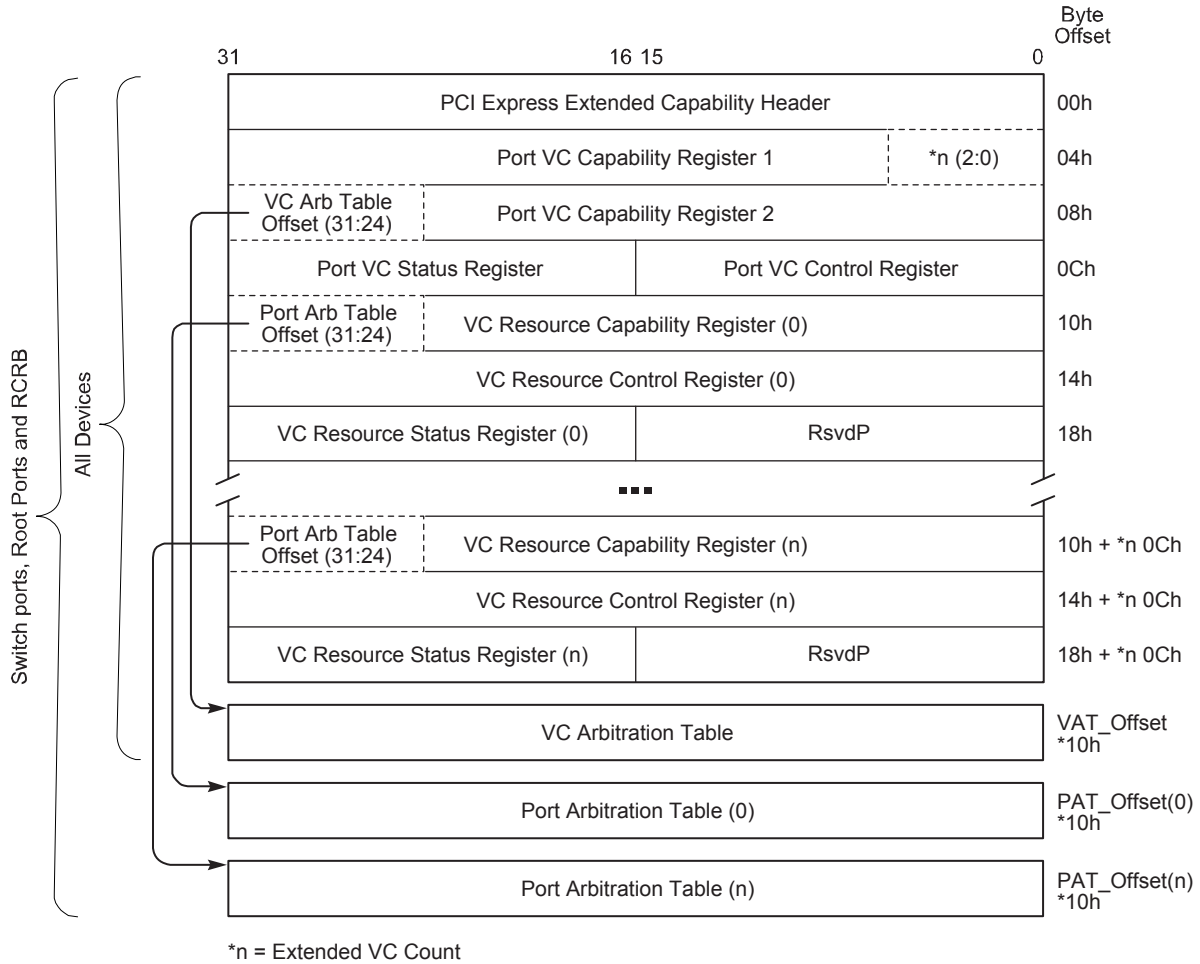 Byte
Offset
31 16 15 0
PCI Express Extended Capability Header 00h
Port VC Capability Register 1 *n (2:0) 04h
VC Arb Table
Offset (31:24) Port VC Capability Register 2 08h
Port VC Status Register Port VC Control Register 0Ch
Port Arb Table
Offset (31:24) VC Resource Capability Register (0) 10h
VC Resource Control Register (0) 14h
VC Resource Status Register (0) RsvdP 18h
Port Arb Table
Offset (31:24) VC Resource Capability Register (n) 10h + *n 0Ch
VC Resource Control Register (n) 14h + *n 0Ch
VC Resource Status Register (n) RsvdP 18h + *n 0Ch
VC Arbitration Table VAT_Offset
*10h
Port Arbitration Table (0) PAT_Offset(0)
*10h
Port Arbitration Table (n) PAT_Offset(n)
*10h
Switch ports, Root Ports and RCRB
All Devices
*n = Extended VC Count